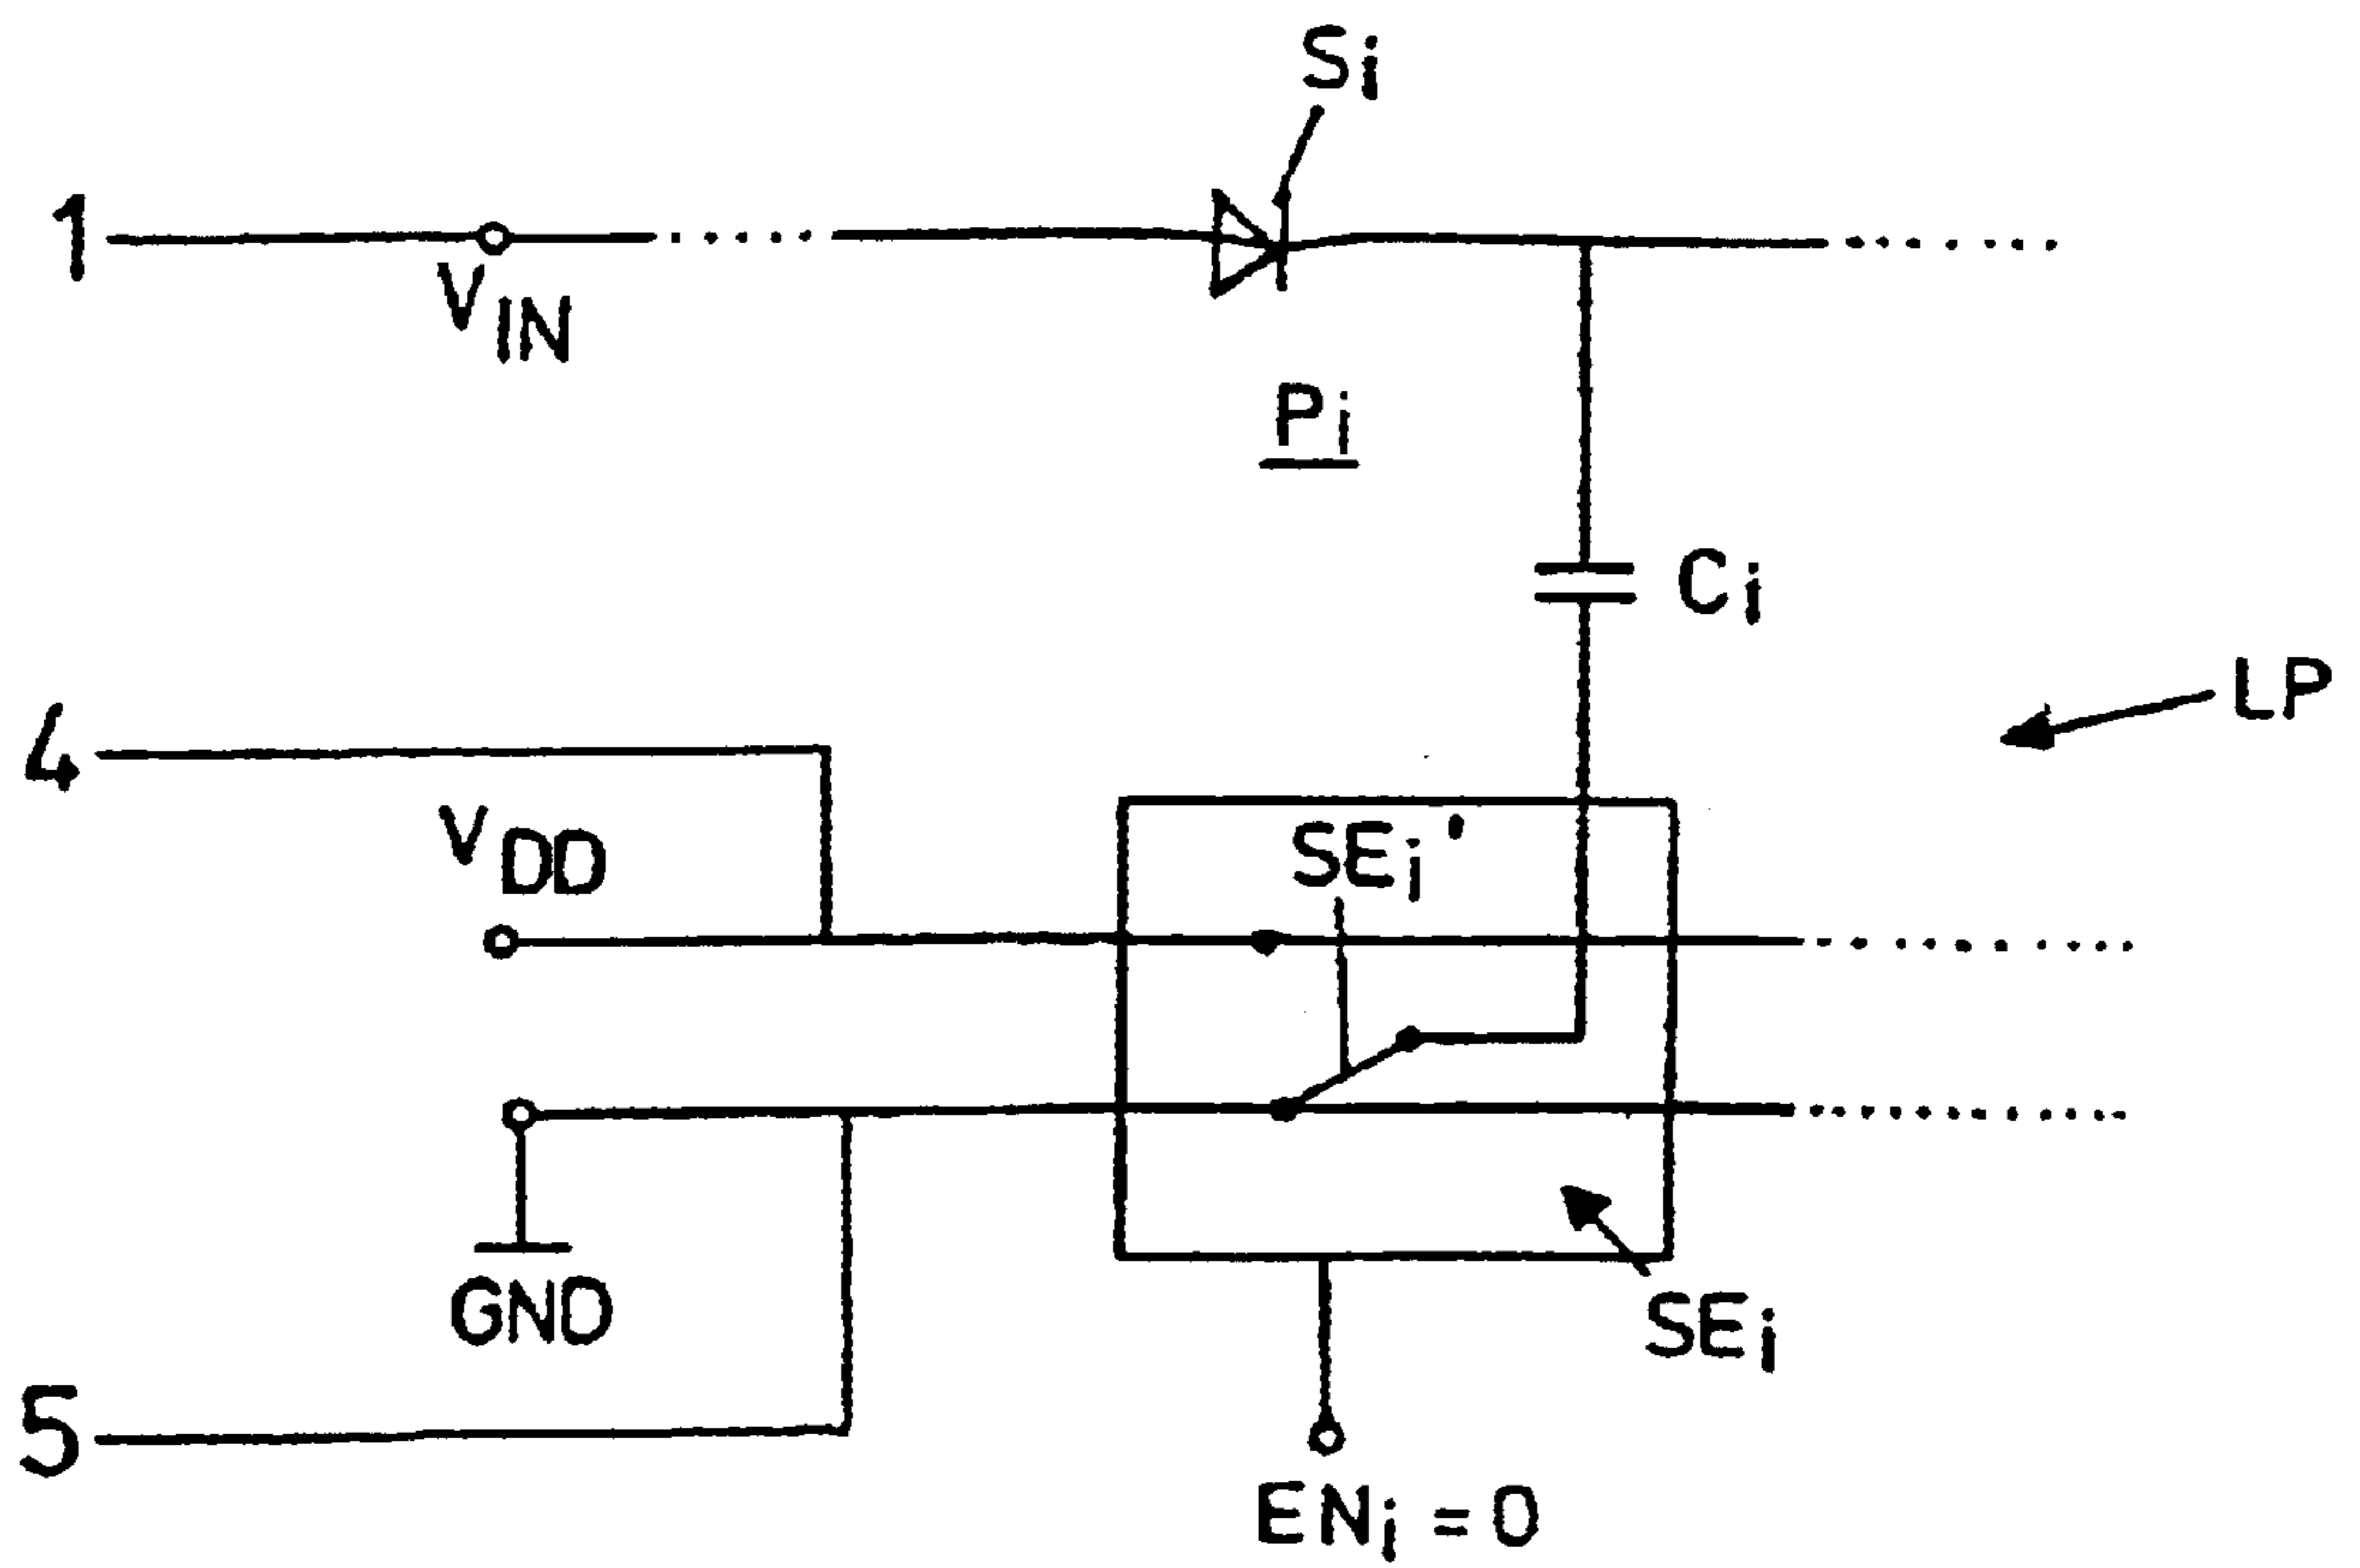 Si
1
VIN
Pi
Ci
LP
4
VDD
SEi'
GND
SEi
5
ENi = 0